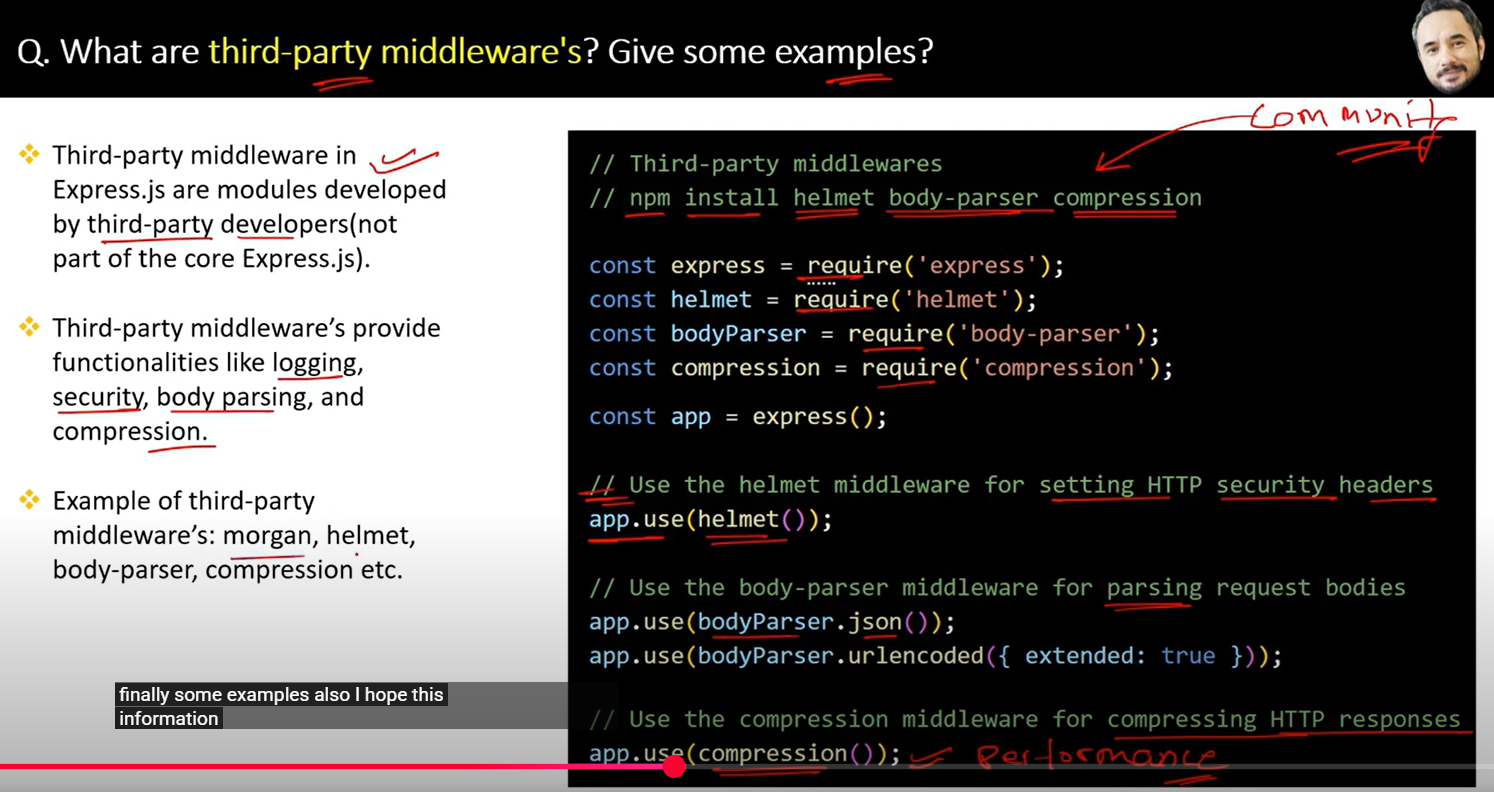 Q. What are third-party middleware's? Give some examples?
❖ Third-party middleware in
Express.js are modules developed
by third-party developers(not
part of the core Express.js).
❖ Third-party middleware’s provide
functionalities like logging,
security, body parsing, and
compression.
❖ Example of third-party
middleware’s: morgan, helmet,
body-parser, compression etc.
community
// Third-party middlewares
// npm install helmet body-parser compression
const express = require('express');
const helmet = require('helmet');
const bodyParser = require('body-parser');
const compression = require('compression');
const app = express();
// Use the helmet middleware for setting HTTP security headers
app.use(helmet());
// Use the body-parser middleware for parsing request bodies
app.use(bodyParser.json());
app.use(bodyParser.urlencoded({ extended: true }));
// Use the compression middleware for compressing HTTP responses
app.use(compression()); performance
finally some examples also I hope this
information